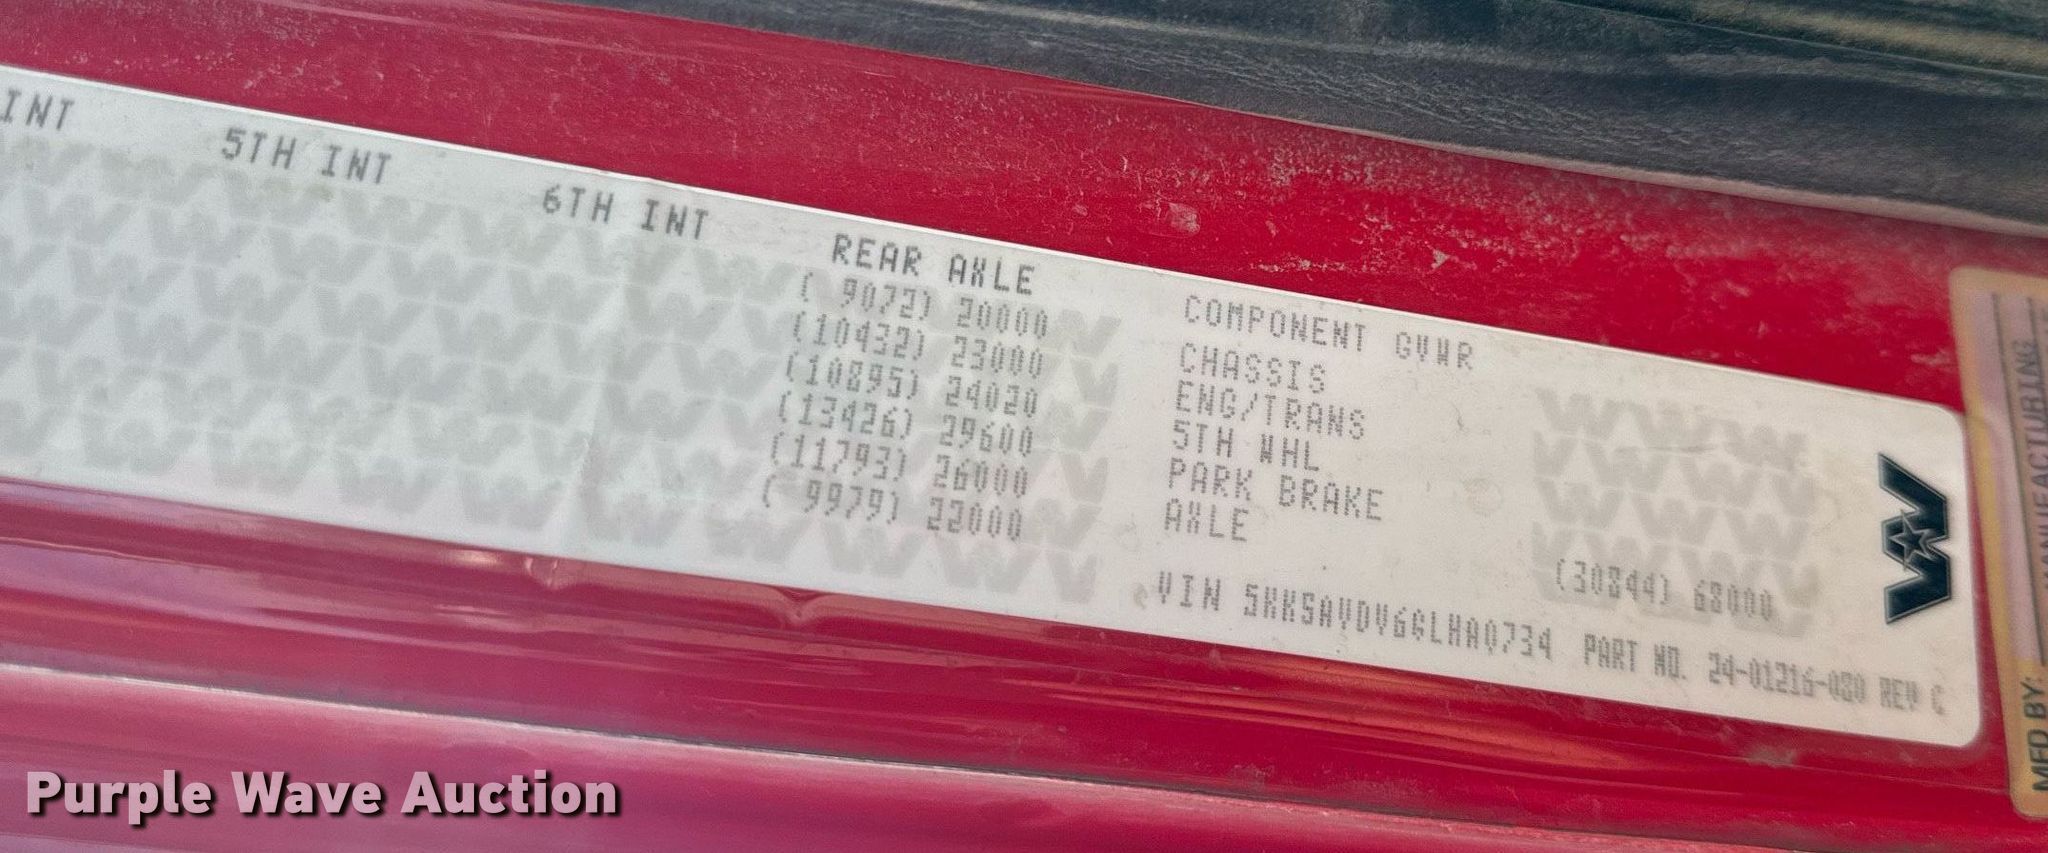 INT 5TH INT 6TH INT REAR AXLE COMPONENT GVWR
( 9072) 20000 CHASSIS
(10432) 23000 ENG/TRANS
(10895) 24020 5TH WHL
(13426) 29600 PARK BRAKE
(11793) 26000 AXLE
( 9979) 22000
(30844) 68000
VIN 5KKSAVDV6GLHA0734 PART NO. 24-01216-080 REV C
MANUFACTURING
MFD BY:
Purple Wave Auction